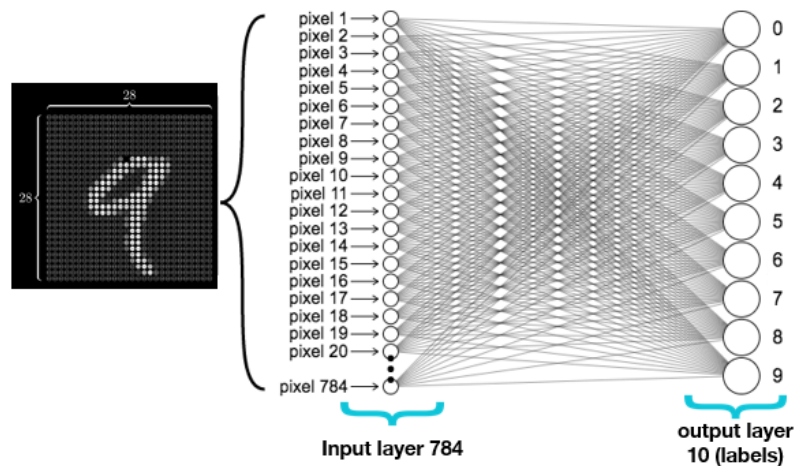 28
28
pixel 1
pixel 2
pixel 3
pixel 4
pixel 5
pixel 6
pixel 7
pixel 8
pixel 9
pixel 10
pixel 11
pixel 12
pixel 13
pixel 14
pixel 15
pixel 16
pixel 17
pixel 18
pixel 19
pixel 20
pixel 784
Input layer 784
0
1
2
3
4
5
6
7
8
9
output layer
10 (labels)